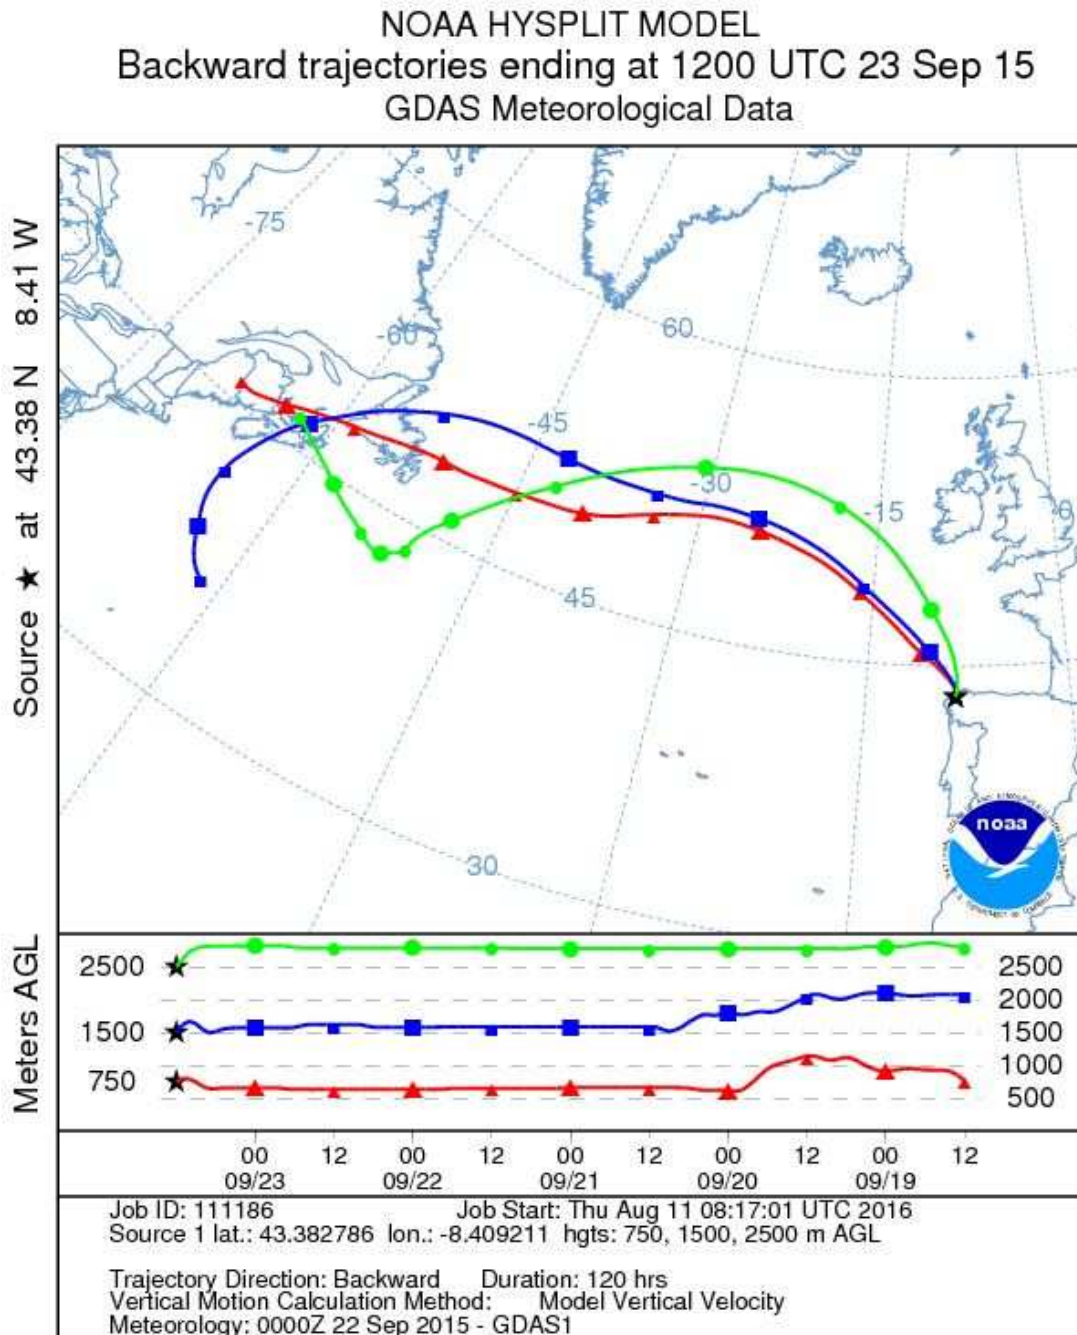 NOAA HYSPLIT MODEL
Backward trajectories ending at 1200 UTC 23 Sep 15
GDAS Meteorological Data
Source ★ at 43.38 N 8.41 W
-75
-60
60
-45
-30
-15
0
45
30
noaa
Meters AGL
2500
1500
750
2500
2000
1500
1000
500
00 12 00 12 00 12 00 12 00 12
09/23 09/22 09/21 09/20 09/19
Job ID: 111186 Job Start: Thu Aug 11 08:17:01 UTC 2016
Source 1 lat.: 43.382786 lon.: -8.409211 hgts: 750, 1500, 2500 m AGL
Trajectory Direction: Backward Duration: 120 hrs
Vertical Motion Calculation Method: Model Vertical Velocity
Meteorology: 0000Z 22 Sep 2015 - GDAS1